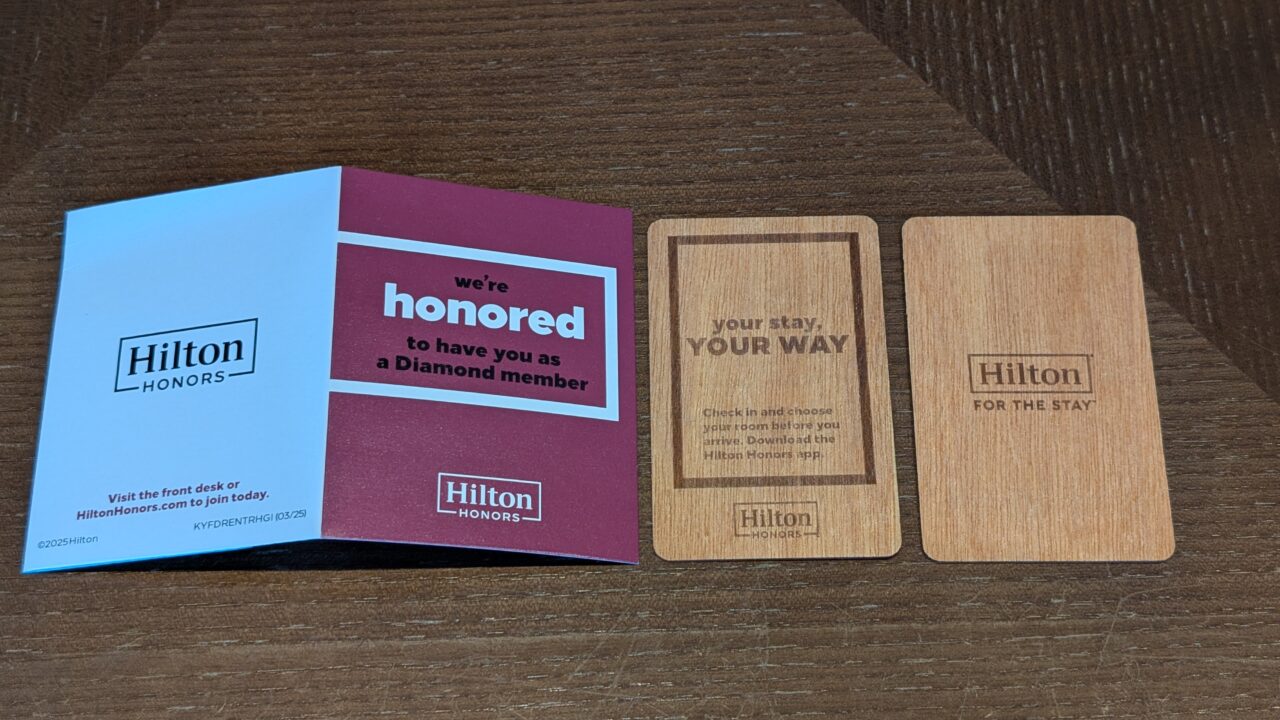 Hilton
HONORS
Visit the front desk or
HiltonHonors.com to join today.
KYFDRENTRHGI (03/25)
©2025 Hilton
we're
honored
to have you as
a Diamond member
Hilton
HONORS
your stay,
YOUR WAY
Check in and choose
your room before you
arrive. Download the
Hilton Honors app.
Hilton
HONORS
Hilton
FOR THE STAY